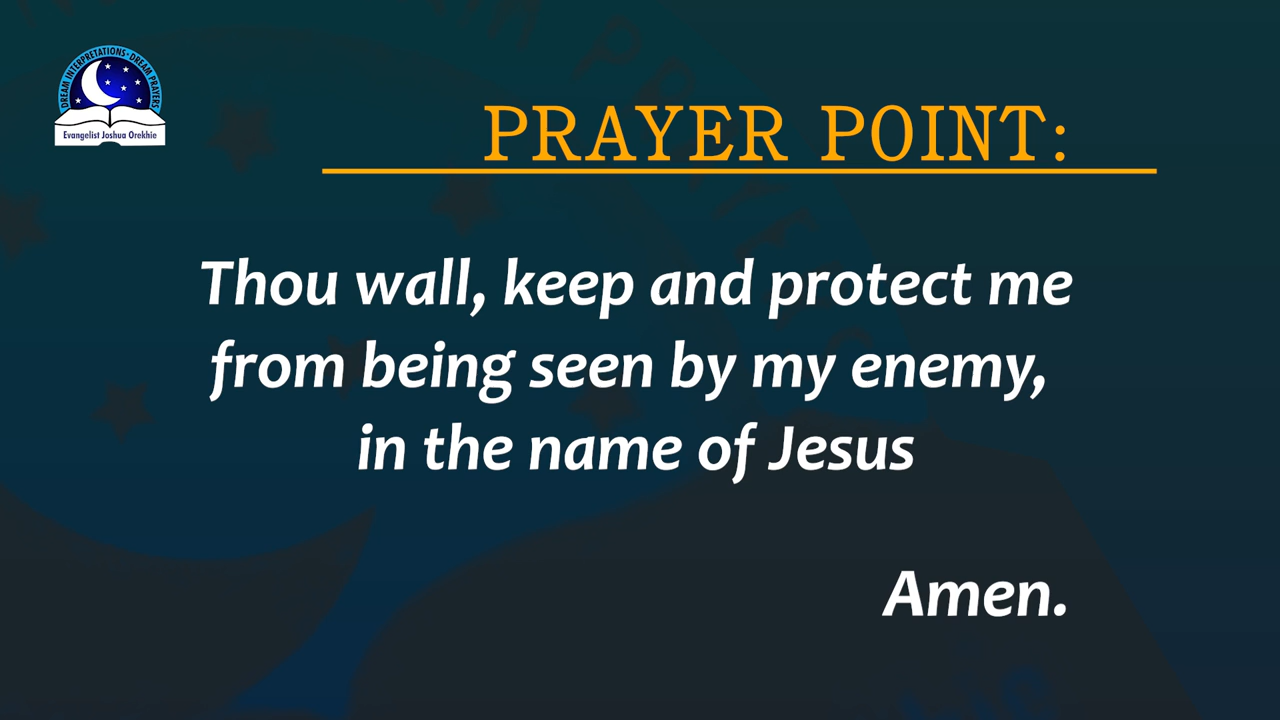 DREAM INTERPRETATIONS - DREAM PRAYERS
Evangelist Joshua Orekhie
PRAYER POINT:
Thou wall, keep and protect me
from being seen by my enemy,
in the name of Jesus
Amen.